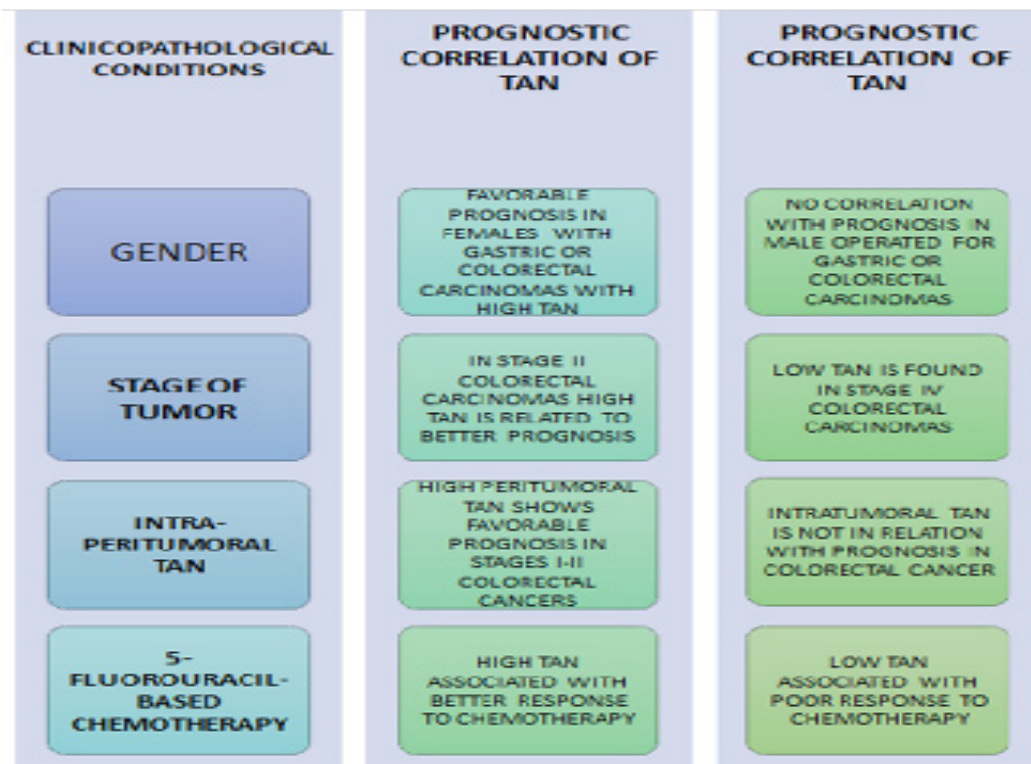 CLINICOPATHOLOGICAL
CONDITIONS
PROGNOSTIC
CORRELATION OF
TAN
PROGNOSTIC
CORRELATION OF
TAN
GENDER
FAVORABLE
PROGNOSIS IN
FEMALES WITH
GASTRIC OR
COLORECTAL
CARCINOMAS WITH
HIGH TAN
NO CORRELATION
WITH PROGNOSIS IN
MALE OPERATED FOR
GASTRIC OR
COLORECTAL
CARCINOMAS
STAGE OF
TUMOR
IN STAGE II
COLORECTAL
CARCINOMAS HIGH
TAN IS RELATED TO
BETTER PROGNOSIS
LOW TAN IS FOUND
IN STAGE IV
COLORECTAL
CARCINOMAS
INTRA-
PERITUMORAL
TAN
HIGH PERITUMORAL
TAN SHOWS
FAVORABLE
PROGNOSIS IN
STAGES I-II
COLORECTAL
CANCERS
INTRATUMORAL TAN
IS NOT IN RELATION
WITH PROGNOSIS IN
COLORECTAL CANCER
5-
FLUOROURACIL-
BASED
CHEMOTHERAPY
HIGH TAN
ASSOCIATED WITH
BETTER RESPONSE
TO CHEMOTHERAPY
LOW TAN
ASSOCIATED WITH
POOR RESPONSE TO
CHEMOTHERAPY